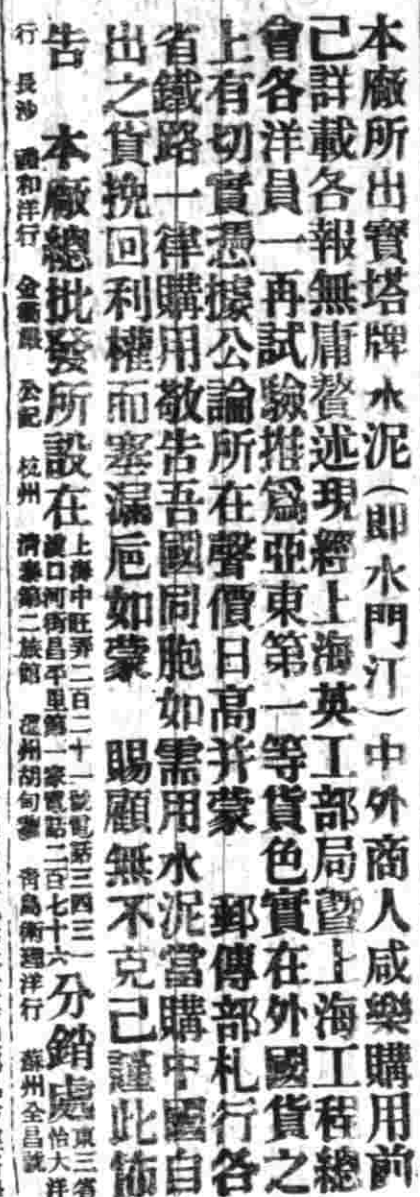 本廠所出寶塔牌水泥(即水門汀)中外商人咸樂購用前
已詳載各報無庸贅述現經上海英工部局暨上海工程總
會各洋員一再試驗推爲亞東第一等貨色實在外國貨之
上有切實憑據公論所在聲價日高并蒙 郵傳部札行各
省鐵路一律購用敬告吾國同胞如需用水泥當購中國自
出之貨挽回利權而塞漏巵如蒙 賜顧無不克己謹此佈
告 本廠總批發所設在
上海中旺弄二百二十一號電話三四三一
漢口河街昌平里第一家電話二百七十六
分銷處
東三省
怡大洋
行 長沙 和洋行 公記 杭州 清泰第二旅館 州胡 青島 洋行 蘇州全昌號